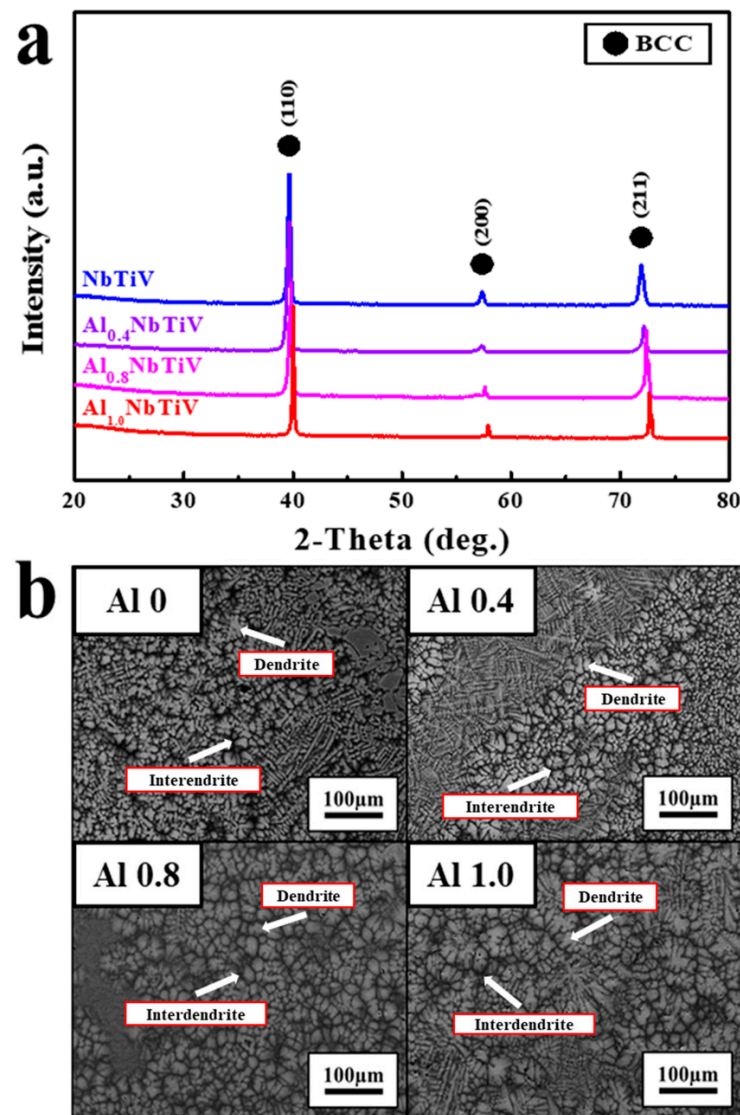 a
BCC
(110)
(200)
(211)
Intensity (a.u.)
NbTiV
Al0.4NbTiV
Al0.8NbTiV
Al1.0NbTiV
20 30 40 50 60 70 80
2-Theta (deg.)
b
Al 0
Dendrite
Interendrite
100μm
Al 0.4
Dendrite
Interendrite
100μm
Al 0.8
Dendrite
Interdendrite
100μm
Al 1.0
Dendrite
Interdendrite
100μm